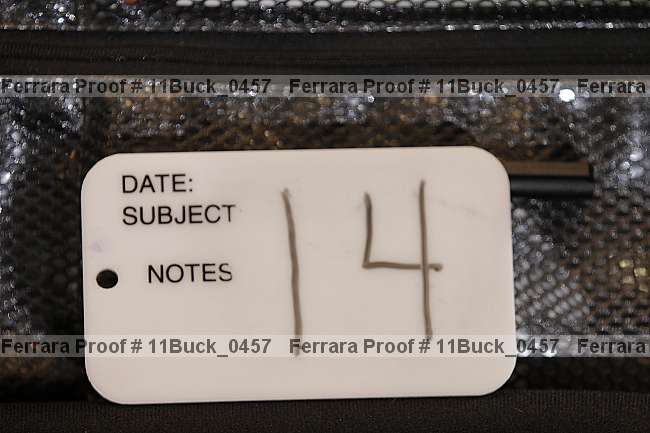 Ferrara Proof # 11Buck_0457 Ferrara Proof # 11Buck_0457 Ferrara
DATE:
SUBJECT
NOTES
14
Ferrara Proof # 11Buck_0457 Ferrara Proof # 11Buck_0457 Ferrara